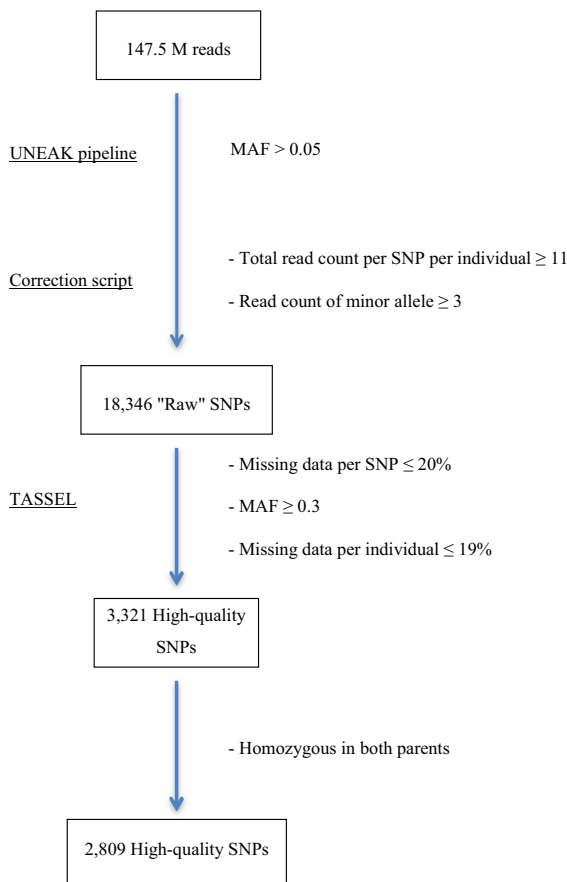 147.5 M reads
UNEAK pipeline
MAF > 0.05
- Total read count per SNP per individual ≥ 11
Correction script
- Read count of minor allele ≥ 3
18,346 "Raw" SNPs
- Missing data per SNP ≤ 20%
TASSEL
- MAF ≥ 0.3
- Missing data per individual ≤ 19%
3,321 High-quality
SNPs
- Homozygous in both parents
2,809 High-quality SNPs